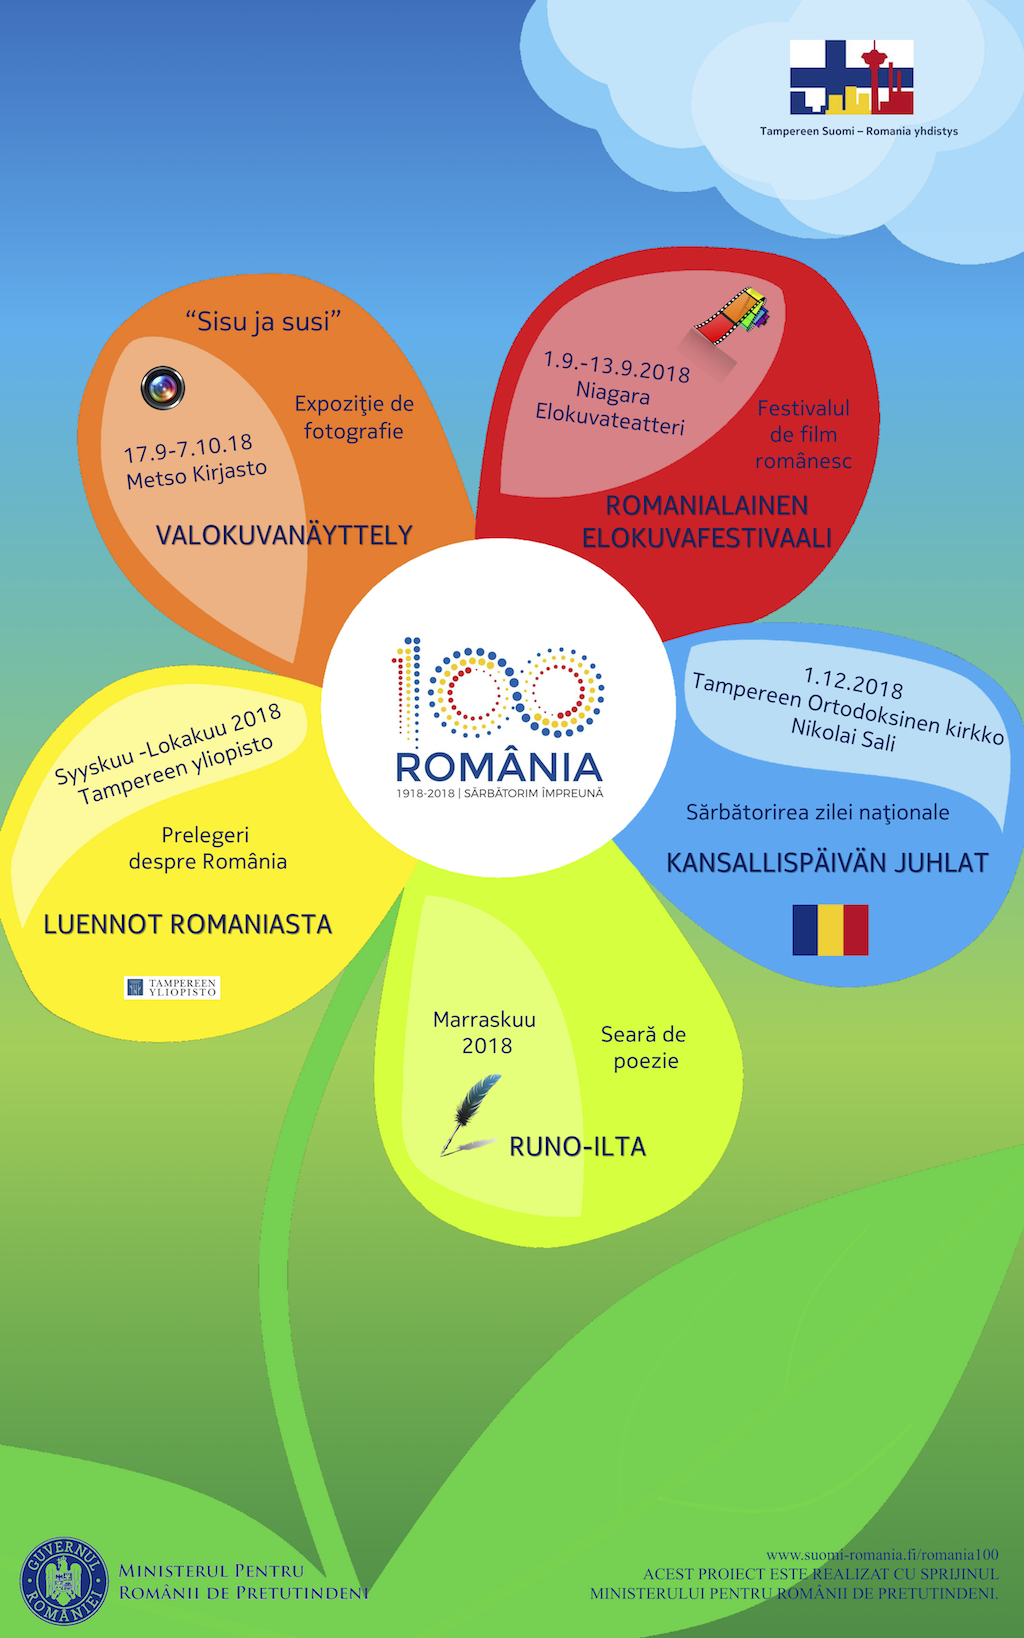 Tampereen Suomi – Romania yhdistys
“Sisu ja susi”
Expoziţie de
fotografie
17.9-7.10.18
Metso Kirjasto
VALOKUVANÄYTTELY
1.9.-13.9.2018
Niagara
Elokuvateatteri
Festivalul
de film
românesc
ROMANIALAINEN
ELOKUVAFESTIVAALI
100
ROMÂNIA
1918-2018 | SĂRBĂTORIM ÎMPREUNĂ
1.12.2018
Tampereen Ortodoksinen kirkko
Nikolai Sali
Sărbătorirea zilei naţionale
KANSALLISPÄIVÄN JUHLAT
Syyskuu -Lokakuu 2018
Tampereen yliopisto
Prelegeri
despre România
LUENNOT ROMANIASTA
TAMPEREEN
YLIOPISTO
Marraskuu
2018
Seară de
poezie
RUNO-ILTA
GUVERNUL
ROMÂNIEI
MINISTERUL PENTRU
ROMÂNII DE PRETUTINDENI
www.suomi-romania.fi/romania100
ACEST PROIECT ESTE REALIZAT CU SPRIJINUL
MINISTERULUI PENTRU ROMÂNII DE PRETUTINDENI.